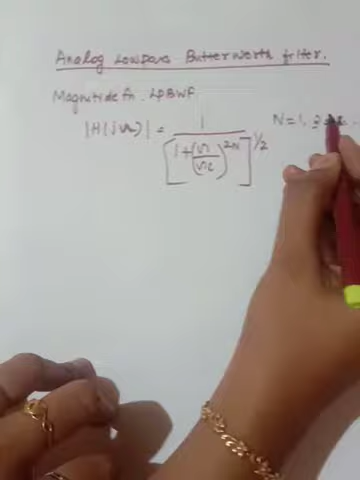 Analog Lowpass Butterworth filter.
Magnitude fn. LPBWF
|H(jΩ)| = 1 / [1+(Ω/Ωc)^2N]^1/2 N=1, 2